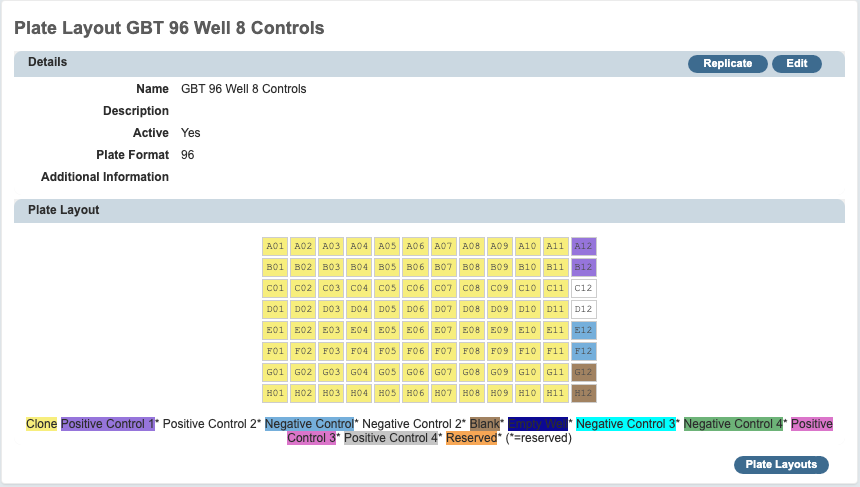 Plate Layout GBT 96 Well 8 Controls
Details Replicate Edit
Name GBT 96 Well 8 Controls
Description
Active Yes
Plate Format 96
Additional Information
Plate Layout
A01 A02 A03 A04 A05 A06 A07 A08 A09 A10 A11 A12
B01 B02 B03 B04 B05 B06 B07 B08 B09 B10 B11 B12
C01 C02 C03 C04 C05 C06 C07 C08 C09 C10 C11 C12
D01 D02 D03 D04 D05 D06 D07 D08 D09 D10 D11 D12
E01 E02 E03 E04 E05 E06 E07 E08 E09 E10 E11 E12
F01 F02 F03 F04 F05 F06 F07 F08 F09 F10 F11 F12
G01 G02 G03 G04 G05 G06 G07 G08 G09 G10 G11 G12
H01 H02 H03 H04 H05 H06 H07 H08 H09 H10 H11 H12
Clone Positive Control 1* Positive Control 2* Negative Control* Negative Control 2* Blank* Empty Well* Negative Control 3* Negative Control 4* Positive
Control 3* Positive Control 4* Reserved* (*=reserved)
Plate Layouts